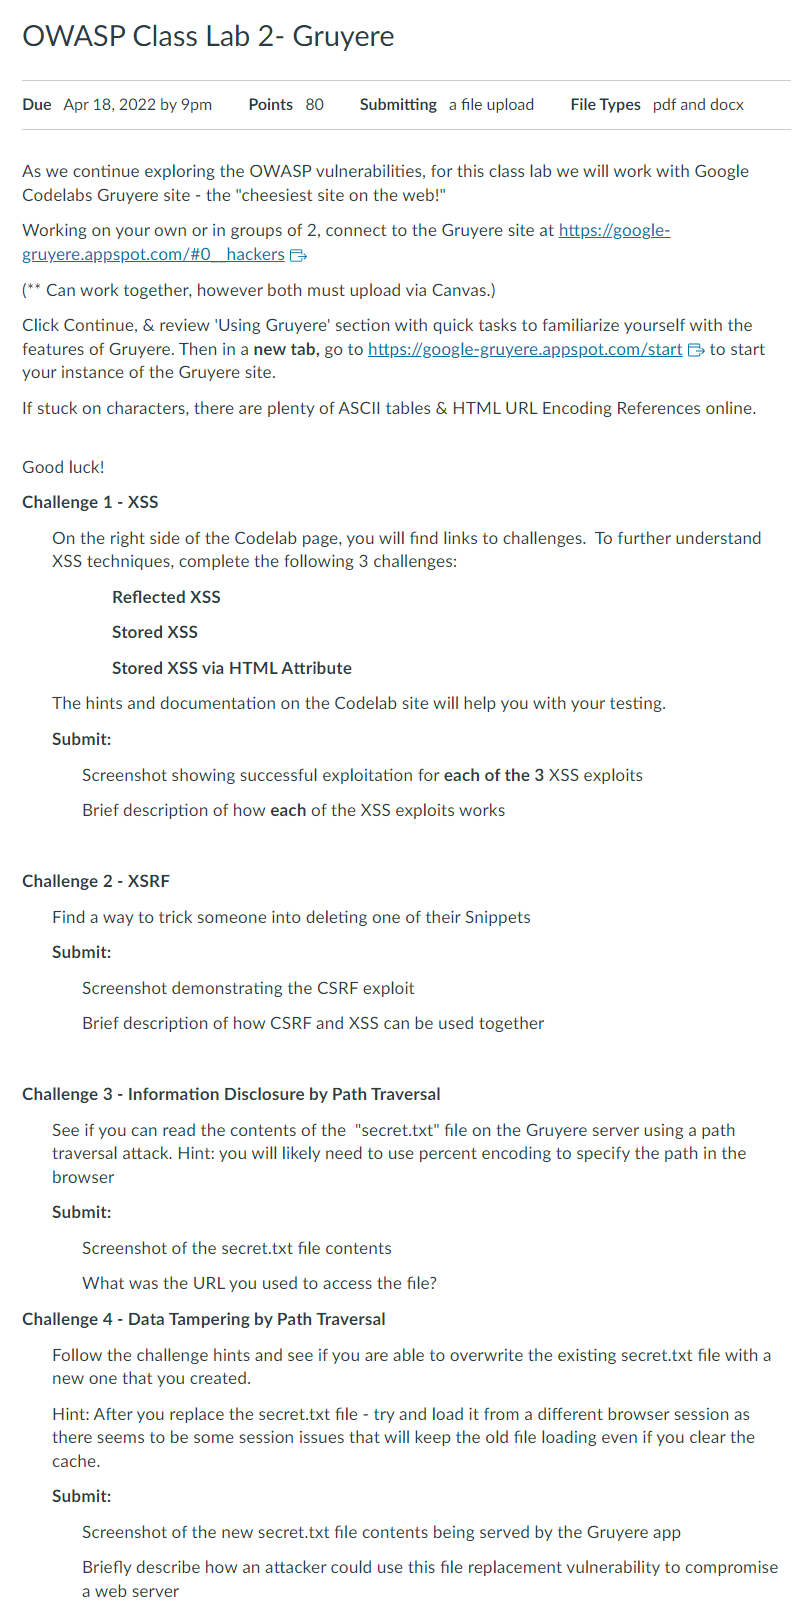 OWASP Class Lab 2- Gruyere
Due Apr 18, 2022 by 9pm Points 80 Submitting a file upload File Types pdf and docx
As we continue exploring the OWASP vulnerabilities, for this class lab we will work with Google
Codelabs Gruyere site - the "cheesiest site on the web!"
Working on your own or in groups of 2, connect to the Gruyere site at https://google-
gruyere.appspot.com/#0__hackers
(** Can work together, however both must upload via Canvas.)
Click Continue, & review 'Using Gruyere' section with quick tasks to familiarize yourself with the
features of Gruyere. Then in a new tab, go to https://google-gruyere.appspot.com/start to start
your instance of the Gruyere site.
If stuck on characters, there are plenty of ASCII tables & HTML URL Encoding References online.
Good luck!
Challenge 1 - XSS
On the right side of the Codelab page, you will find links to challenges. To further understand
XSS techniques, complete the following 3 challenges:
Reflected XSS
Stored XSS
Stored XSS via HTML Attribute
The hints and documentation on the Codelab site will help you with your testing.
Submit:
Screenshot showing successful exploitation for each of the 3 XSS exploits
Brief description of how each of the XSS exploits works
Challenge 2 - XSRF
Find a way to trick someone into deleting one of their Snippets
Submit:
Screenshot demonstrating the CSRF exploit
Brief description of how CSRF and XSS can be used together
Challenge 3 - Information Disclosure by Path Traversal
See if you can read the contents of the "secret.txt" file on the Gruyere server using a path
traversal attack. Hint: you will likely need to use percent encoding to specify the path in the
browser
Submit:
Screenshot of the secret.txt file contents
What was the URL you used to access the file?
Challenge 4 - Data Tampering by Path Traversal
Follow the challenge hints and see if you are able to overwrite the existing secret.txt file with a
new one that you created.
Hint: After you replace the secret.txt file - try and load it from a different browser session as
there seems to be some session issues that will keep the old file loading even if you clear the
cache.
Submit:
Screenshot of the new secret.txt file contents being served by the Gruyere app
Briefly describe how an attacker could use this file replacement vulnerability to compromise
a web server